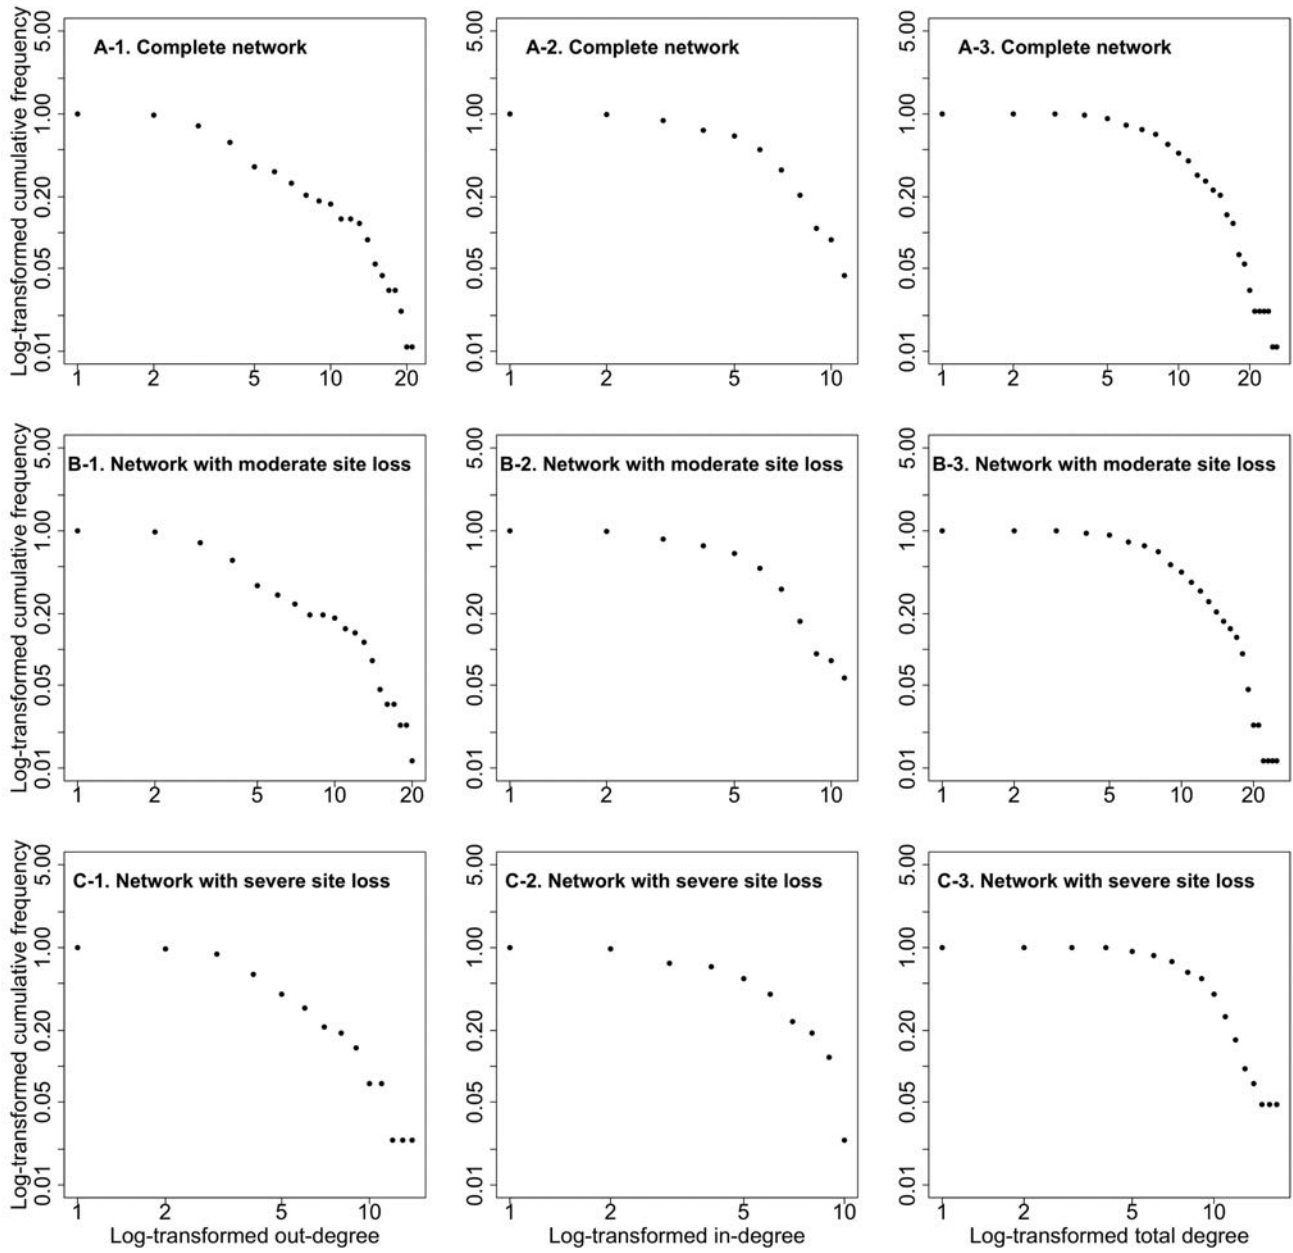 A-1. Complete network
A-2. Complete network
A-3. Complete network
Log-transformed cumulative frequency
5.00
1.00
0.20
0.05
0.01
1 2 5 10 20
5.00
1.00
0.20
0.05
0.01
1 2 5 10
5.00
1.00
0.20
0.05
0.01
1 2 5 10 20
B-1. Network with moderate site loss
B-2. Network with moderate site loss
B-3. Network with moderate site loss
Log-transformed cumulative frequency
5.00
1.00
0.20
0.05
0.01
1 2 5 10 20
5.00
1.00
0.20
0.05
0.01
1 2 5 10
5.00
1.00
0.20
0.05
0.01
1 2 5 10 20
C-1. Network with severe site loss
C-2. Network with severe site loss
C-3. Network with severe site loss
Log-transformed cumulative frequency
5.00
1.00
0.20
0.05
0.01
1 2 5 10
5.00
1.00
0.20
0.05
0.01
1 2 5 10
5.00
1.00
0.20
0.05
0.01
1 2 5 10
Log-transformed out-degree
Log-transformed in-degree
Log-transformed total degree